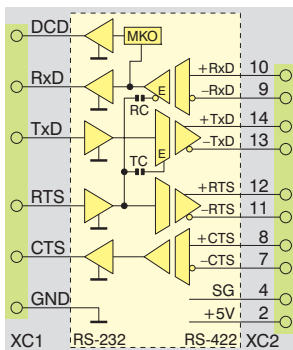 DCD MKO
RxD +RxD 10
E −RxD 9
RC
TxD +TxD 14
E −TxD 13
TC
RTS +RTS 12
−RTS 11
CTS +CTS 8
−CTS 7
GND SG 4
+5V 2
XC1 RS-232 RS-422 XC2